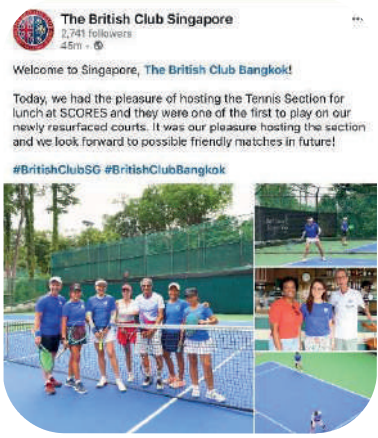 The British Club Singapore
2,741 followers
45m •
Welcome to Singapore, The British Club Bangkok!
Today, we had the pleasure of hosting the Tennis Section for
lunch at SCORES and they were one of the first to play on our
newly resurfaced courts. It was our pleasure hosting the section
and we look forward to possible friendly matches in future!
#BritishClubSG #BritishClubBangkok